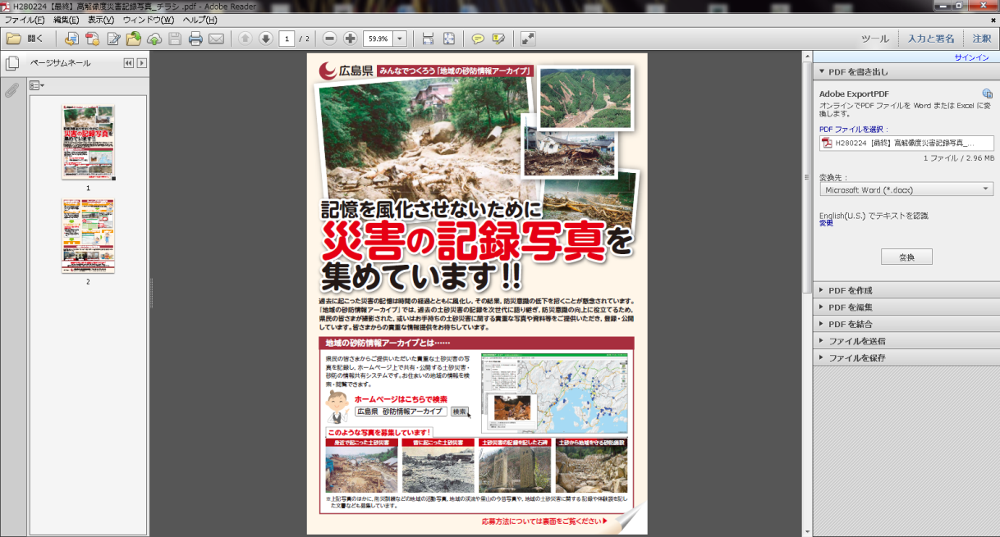 H280224【最終】高解像度災害記録写真_チラシ .pdf - Adobe Reader
ファイル(F) 編集(E) 表示(V) ウィンドウ(W) ヘルプ(H)
開く
1 / 2
59.9%
ツール
入力と署名
注釈
ページサムネール
1
2
広島県
みんなでつくろう「地域の砂防情報アーカイブ」
記憶を風化させないために
災害の記録写真を
集めています!!
過去に起こった災害の記憶は時間の経過とともに風化し、その結果、防災意識の低下を招くことが懸念されています。
「地域の砂防情報アーカイブ」では、過去の土砂災害の記録を次世代に語り継ぎ、防災意識の向上に役立てるため、
県民の皆さまが撮影された、或いはお手持ちの土砂災害に関する貴重な写真や資料等をご提供いただき、登録・公開
しています。皆さまからの貴重な情報提供をお待ちしています。
地域の砂防情報アーカイブとは……
県民の皆さまからご提供いただいた貴重な土砂災害の写
真を記録し、ホームページ上で共有・公開する土砂災害・
砂防の情報共有システムです。お住まいの地域の情報を検
索・閲覧できます。
ホームページはこちらで検索
広島県 砂防情報アーカイブ
検索
このような写真を募集しています!
身近で起こった土砂災害
昔に起こった土砂災害
土砂災害の記録を記した石碑
土砂から地域を守る砂防施設
※上記写真のほかに、防災訓練などの地域の活動写真、地域の渓流や里山の今昔写真や、地域の土砂災害に関する記録や体験談を記し
た文書なども募集しています。
応募方法については裏面をご覧ください
サインイン
PDF を書き出し
Adobe ExportPDF
オンラインでPDF ファイルを Word または Excel に変
換します。
PDF ファイルを選択 :
H280224【最終】高解像度災害記録写真_...
1 ファイル / 2.96 MB
変換先 :
Microsoft Word (*.docx)
English(U.S.) でテキストを認識
変更
変換
PDF を作成
PDF を編集
PDF を結合
ファイルを送信
ファイルを保存